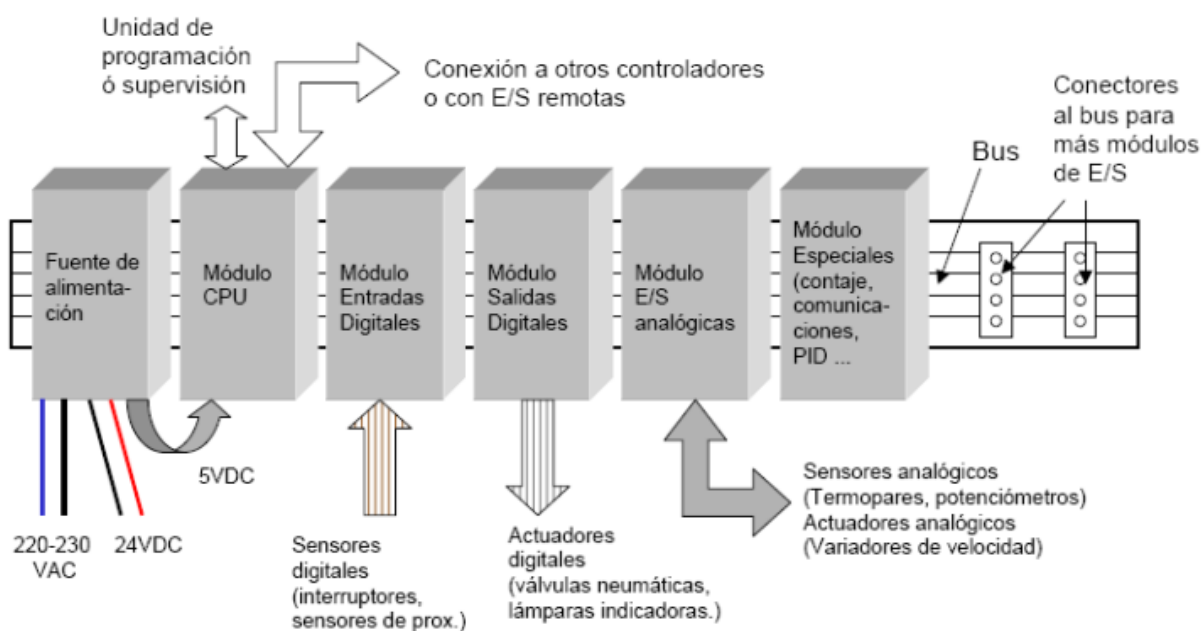 Unidad de
programación
ó supervisión
Conexión a otros controladores
o con E/S remotas
Bus
Conectores
al bus para
más módulos
de E/S
Fuente de
alimenta-
ción
Módulo
CPU
Módulo
Entradas
Digitales
Módulo
Salidas
Digitales
Módulo
E/S
analógicas
Módulo
Especiales
(contaje,
comunica-
ciones,
PID ...
5VDC
220-230
VAC
24VDC
Sensores
digitales
(interruptores,
sensores de prox.)
Actuadores
digitales
(válvulas neumáticas,
lámparas indicadoras.)
Sensores analógicos
(Termopares, potenciómetros)
Actuadores analógicos
(Variadores de velocidad)